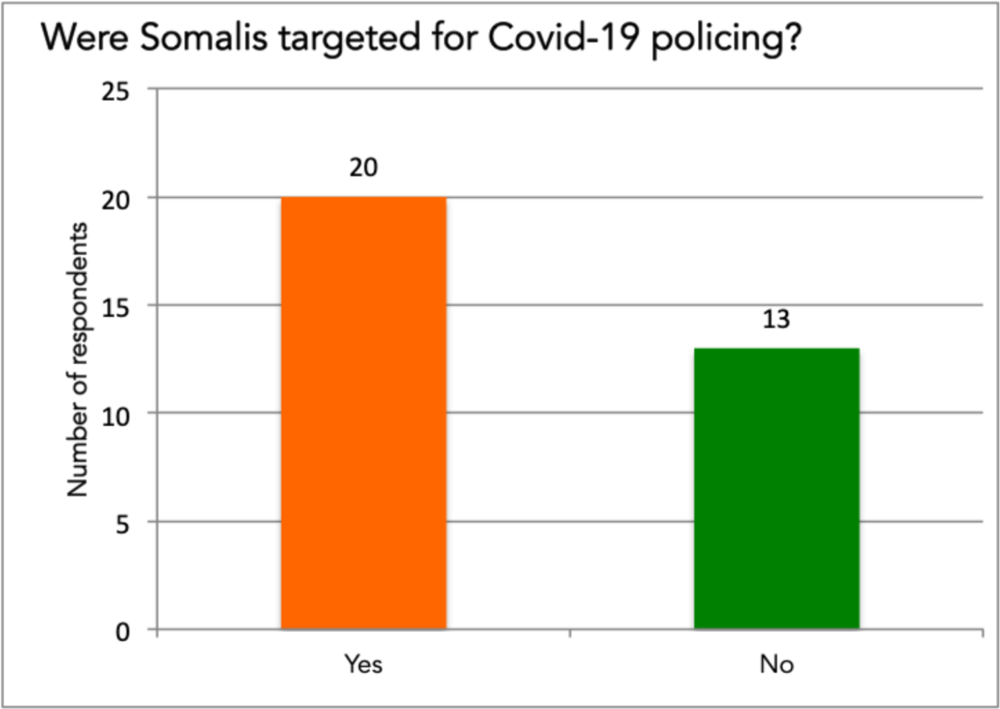 Were Somalis targeted for Covid-19 policing?
25
20
15
10
5
0
Number of respondents
20
13
Yes
No